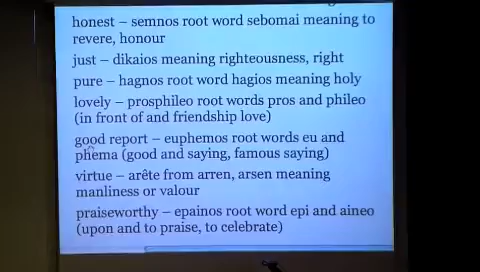 honest – semnos root word sebomai meaning to
revere, honour
just – dikaios meaning righteousness, right
pure – hagnos root word hagios meaning holy
lovely – prosphileo root words pros and phileo
(in front of and friendship love)
good report – euphemos root words eu and
phema (good and saying, famous saying)
virtue – arête from arren, arsen meaning
manliness or valour
praiseworthy – epainos root word epi and aineo
(upon and to praise, to celebrate)